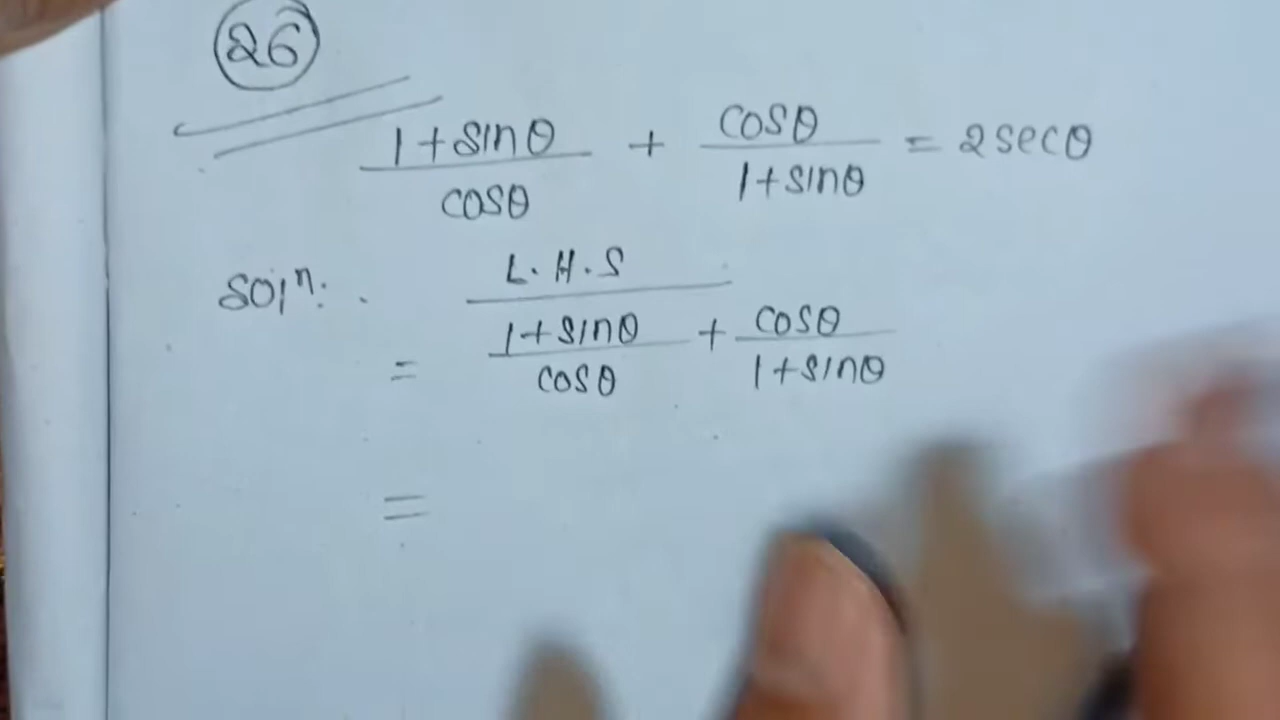 26
(1+sinθ)/cosθ + cosθ/(1+sinθ) = 2secθ
Solⁿ: . L.H.S
= (1+sinθ)/cosθ + cosθ/(1+sinθ)
=